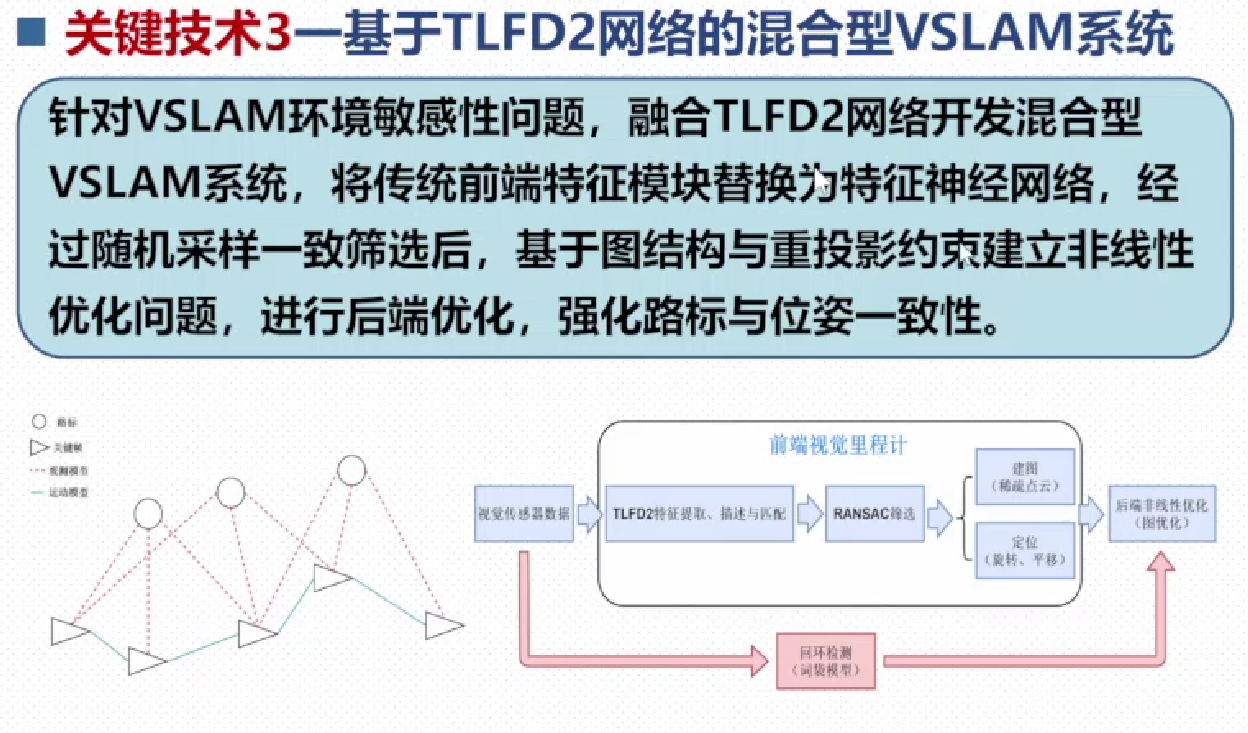 关键技术3—基于TLFD2网络的混合型VSLAM系统
针对VSLAM环境敏感性问题，融合TLFD2网络开发混合型
VSLAM系统，将传统前端特征模块替换为特征神经网络，经
过随机采样一致筛选后，基于图结构与重投影约束建立非线性
优化问题，进行后端优化，强化路标与位姿一致性。
路标
关键帧
观测模型
运动模型
前端视觉里程计
视觉传感器数据
TLFD2特征提取、描述与匹配
RANSAC筛选
建图
（稀疏点云）
定位
（旋转、平移）
后端非线性优化
（图优化）
回环检测
（词袋模型）